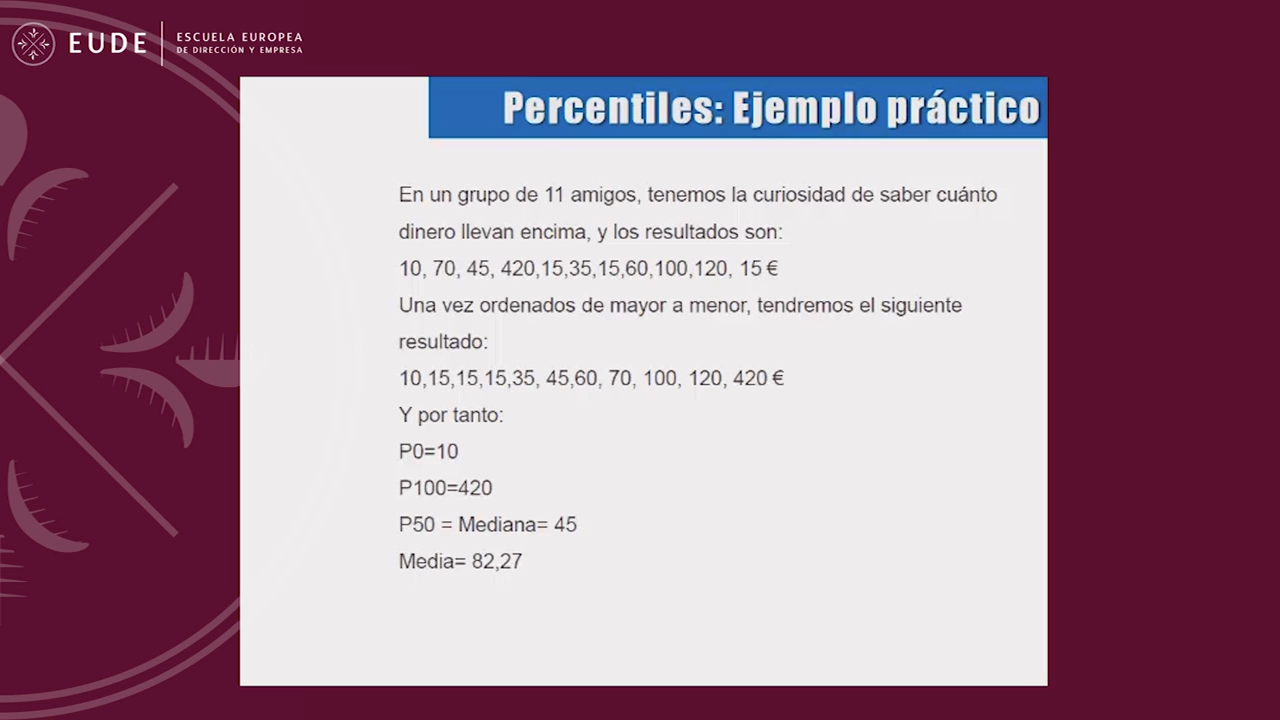 EUDE
ESCUELA EUROPEA
DE DIRECCIÓN Y EMPRESA
Percentiles: Ejemplo práctico
En un grupo de 11 amigos, tenemos la curiosidad de saber cuánto
dinero llevan encima, y los resultados son:
10, 70, 45, 420,15,35,15,60,100,120, 15 €
Una vez ordenados de mayor a menor, tendremos el siguiente
resultado:
10,15,15,15,35, 45,60, 70, 100, 120, 420 €
Y por tanto:
P0=10
P100=420
P50 = Mediana= 45
Media= 82,27